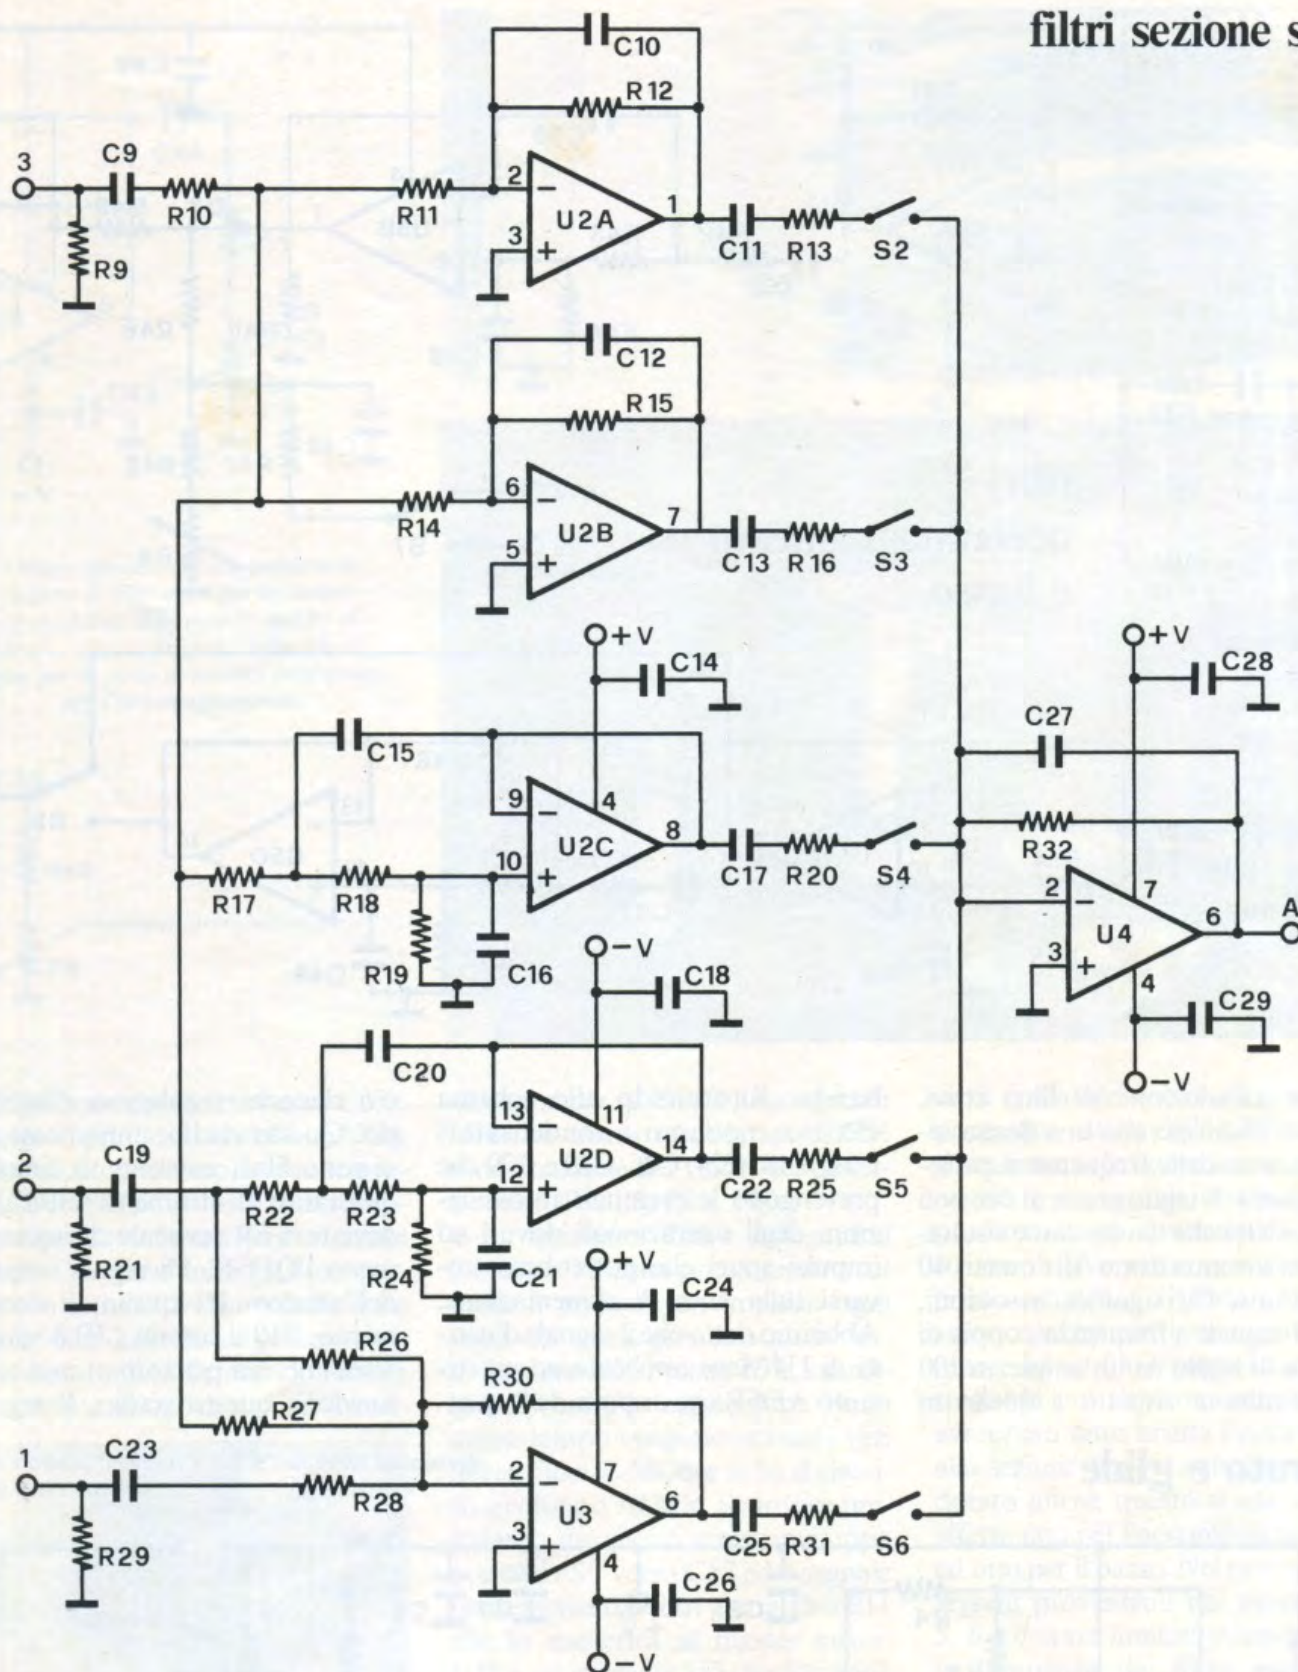 filtri sezione s
C10
R12
3
C9
R10
R11
2
−
U2A
1
3
+
R9
C11
R13
S2
C12
R15
R14
6
−
U2B
7
5
+
C13
R16
S3
+V
C14
+V
C28
C15
C27
9
−
4
U2C
8
10
+
R17
R18
C17
R20
S4
R32
2
−
7
U4
6
A
3
+
4
R19
C16
−V
C18
C29
−V
C20
13
−
11
U2D
14
12
+
2
C19
R22
R23
C22
R25
S5
R21
R24
C21
+V
C24
R26
R27
R30
1
C23
R28
2
−
7
U3
6
3
+
4
R29
C25
R31
S6
C26
−V